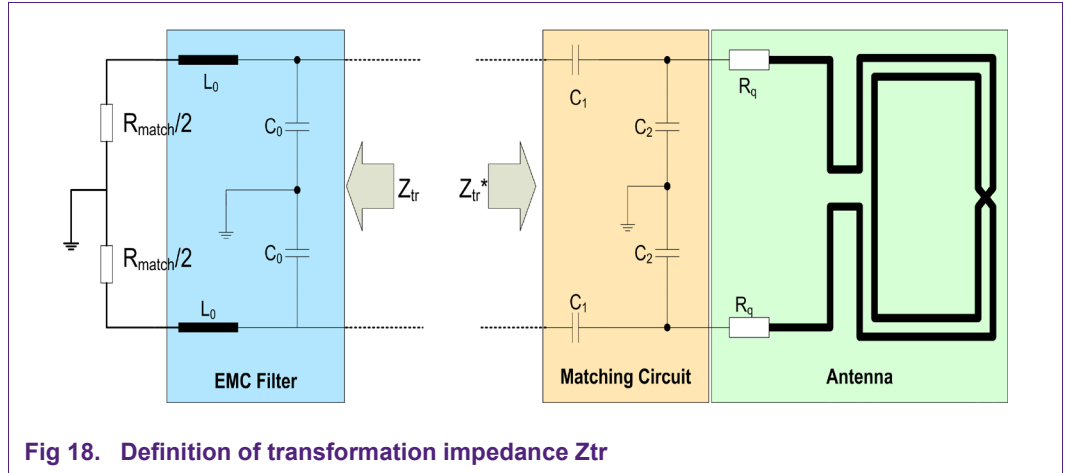 L0
C1
Rq
Rmatch/2
C0
C2
Ztr
Ztr*
Rmatch/2
C0
C2
L0
C1
Rq
EMC Filter
Matching Circuit
Antenna
Fig 18. Definition of transformation impedance Ztr